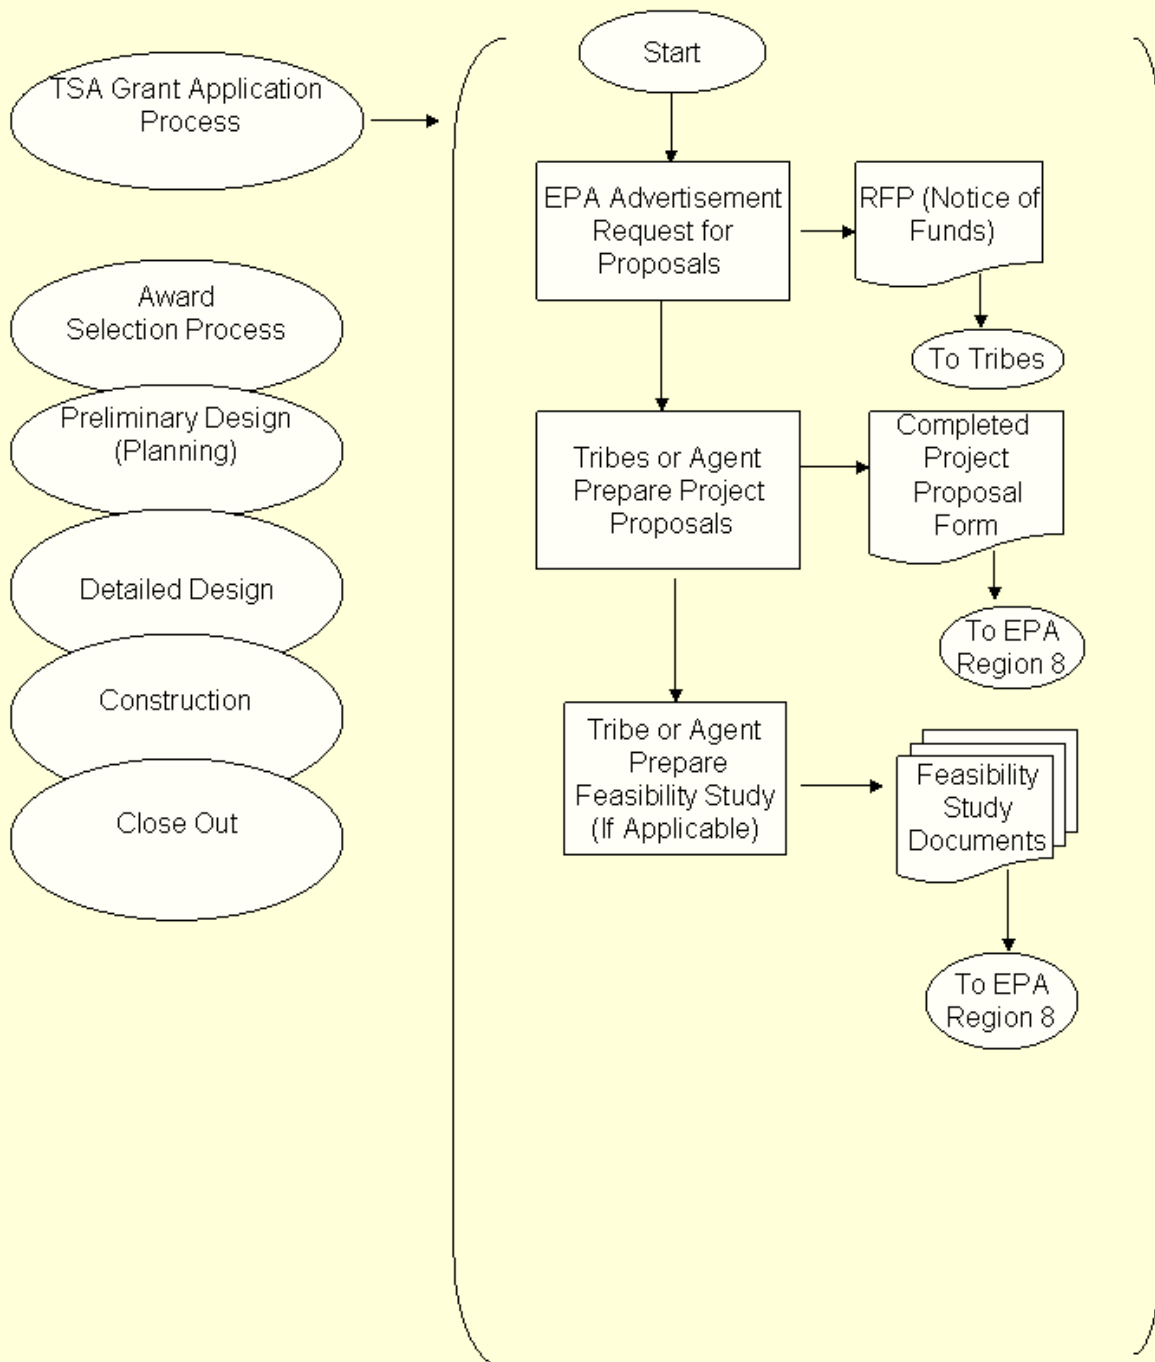 TSA Grant Application
Process
Award
Selection Process
Preliminary Design
(Planning)
Detailed Design
Construction
Close Out
Start
EPA Advertisement
Request for
Proposals
RFP (Notice of
Funds)
To Tribes
Tribes or Agent
Prepare Project
Proposals
Completed
Project
Proposal
Form
To EPA
Region 8
Tribe or Agent
Prepare
Feasibility Study
(If Applicable)
Feasibility
Study
Documents
To EPA
Region 8